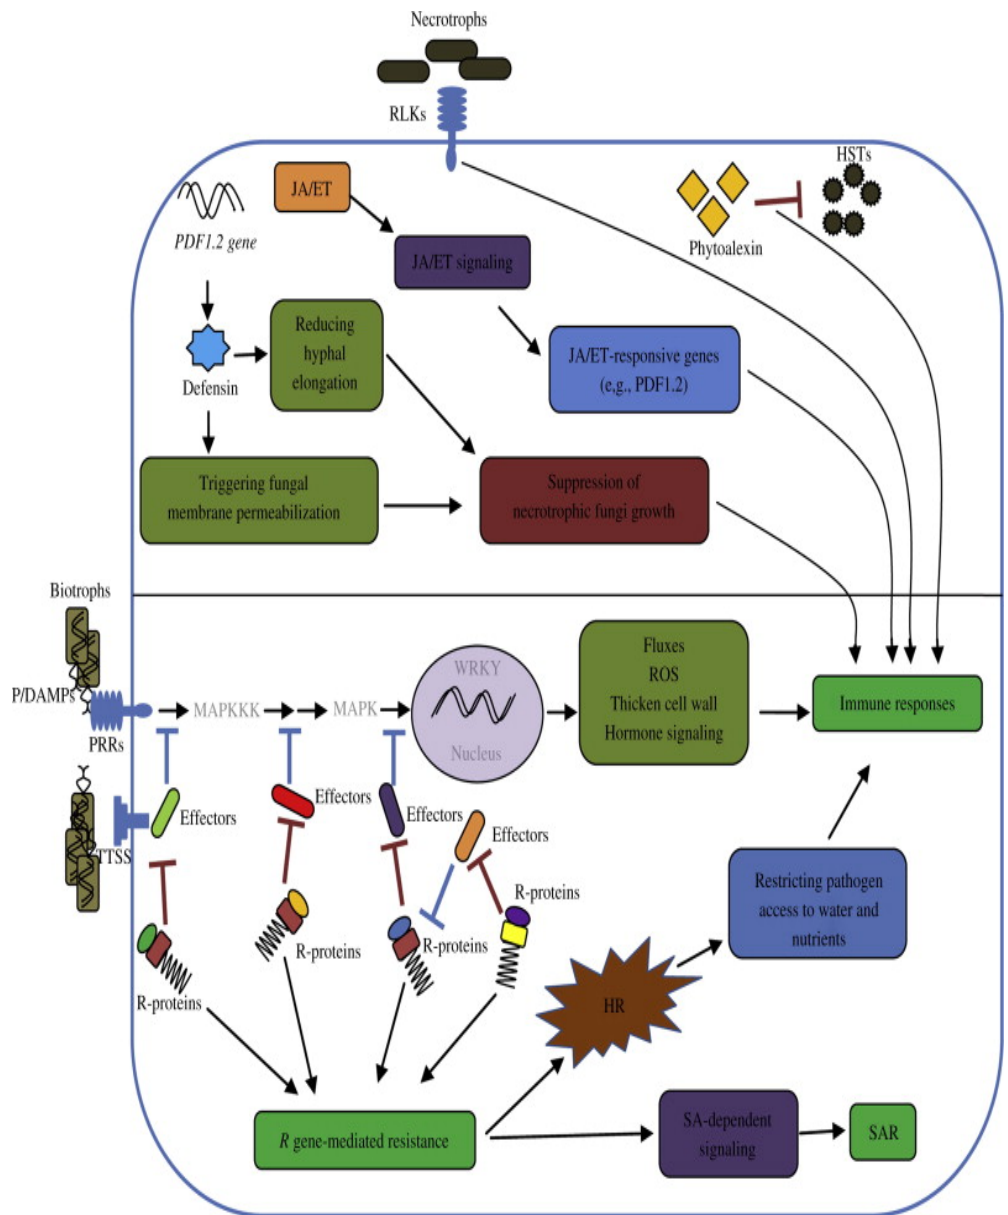 Necrotrophs
RLKs
HSTs
JA/ET
PDF1.2 gene
Phytoalexin
JA/ET signaling
Reducing
hyphal
elongation
JA/ET-responsive genes
(e,g., PDF1.2)
Defensin
Triggering fungal
membrane permeabilization
Suppression of
necrotrophic fungi growth
Biotrophs
P/DAMPs
PRRs
MAPKKK
MAPK
WRKY
Nucleus
Fluxes
ROS
Thicken cell wall
Hormone signaling
Immune responses
TTSS
Effectors
Effectors
Effectors
Effectors
R-proteins
R-proteins
R-proteins
R-proteins
Restricting pathogen
access to water and
nutrients
HR
R gene-mediated resistance
SA-dependent
signaling
SAR